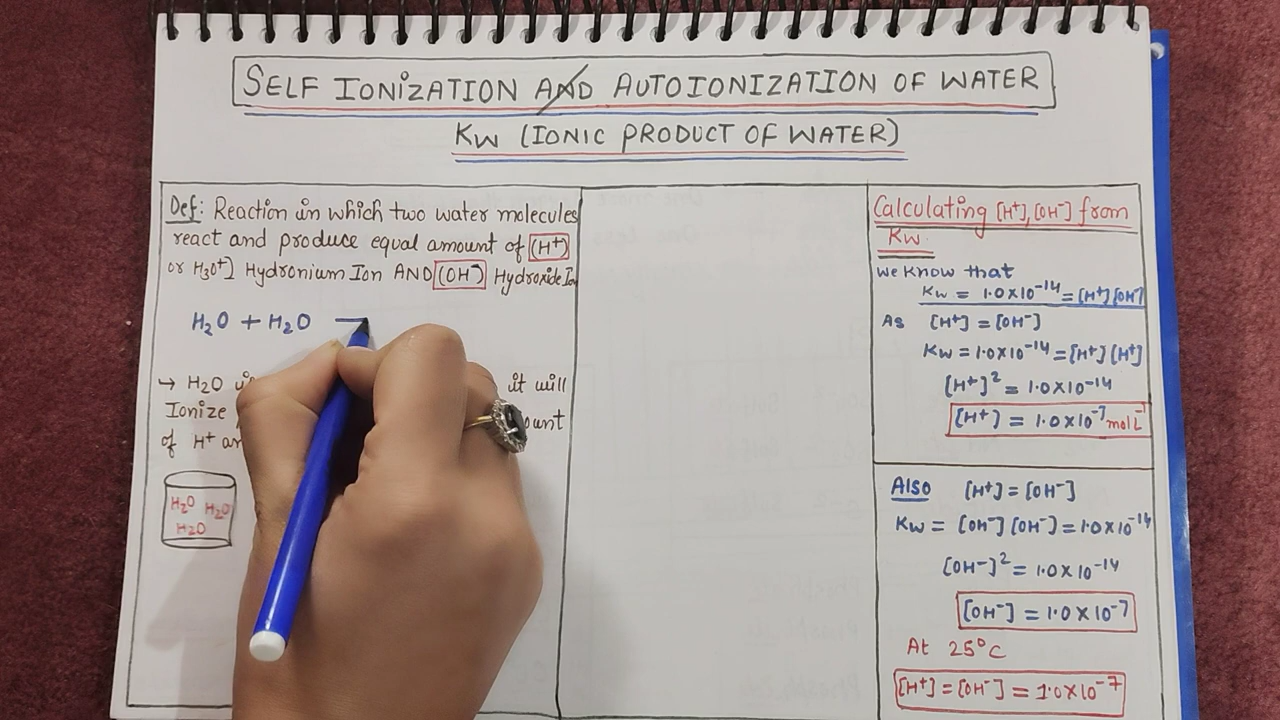 SELF IONIZATION AND AUTOIONIZATION OF WATER
KW (IONIC PRODUCT OF WATER)
Def: Reaction in which two water molecules
react and produce equal amount of (H+)
or H3O+] Hydronium Ion AND (OH-) Hydroxide Ion
H2O + H2O
→ H2O it will
Ionize
of H+
H2O H2O
H2O
Calculating [H+], [OH-] from
KW.
We Know that
KW = 1.0×10-14 = [H+] [OH-]
As [H+] = [OH-]
KW = 1.0×10-14 = [H+] [H+]
[H+]2 = 1.0×10-14
[H+] = 1.0×10-7 mol L-1
Also [H+] = [OH-]
KW = [OH-] [OH-] = 1.0×10-14
[OH-]2 = 1.0×10-14
[OH-] = 1.0×10-7
At 25°C
[H+] = [OH-] = 1.0×10-7